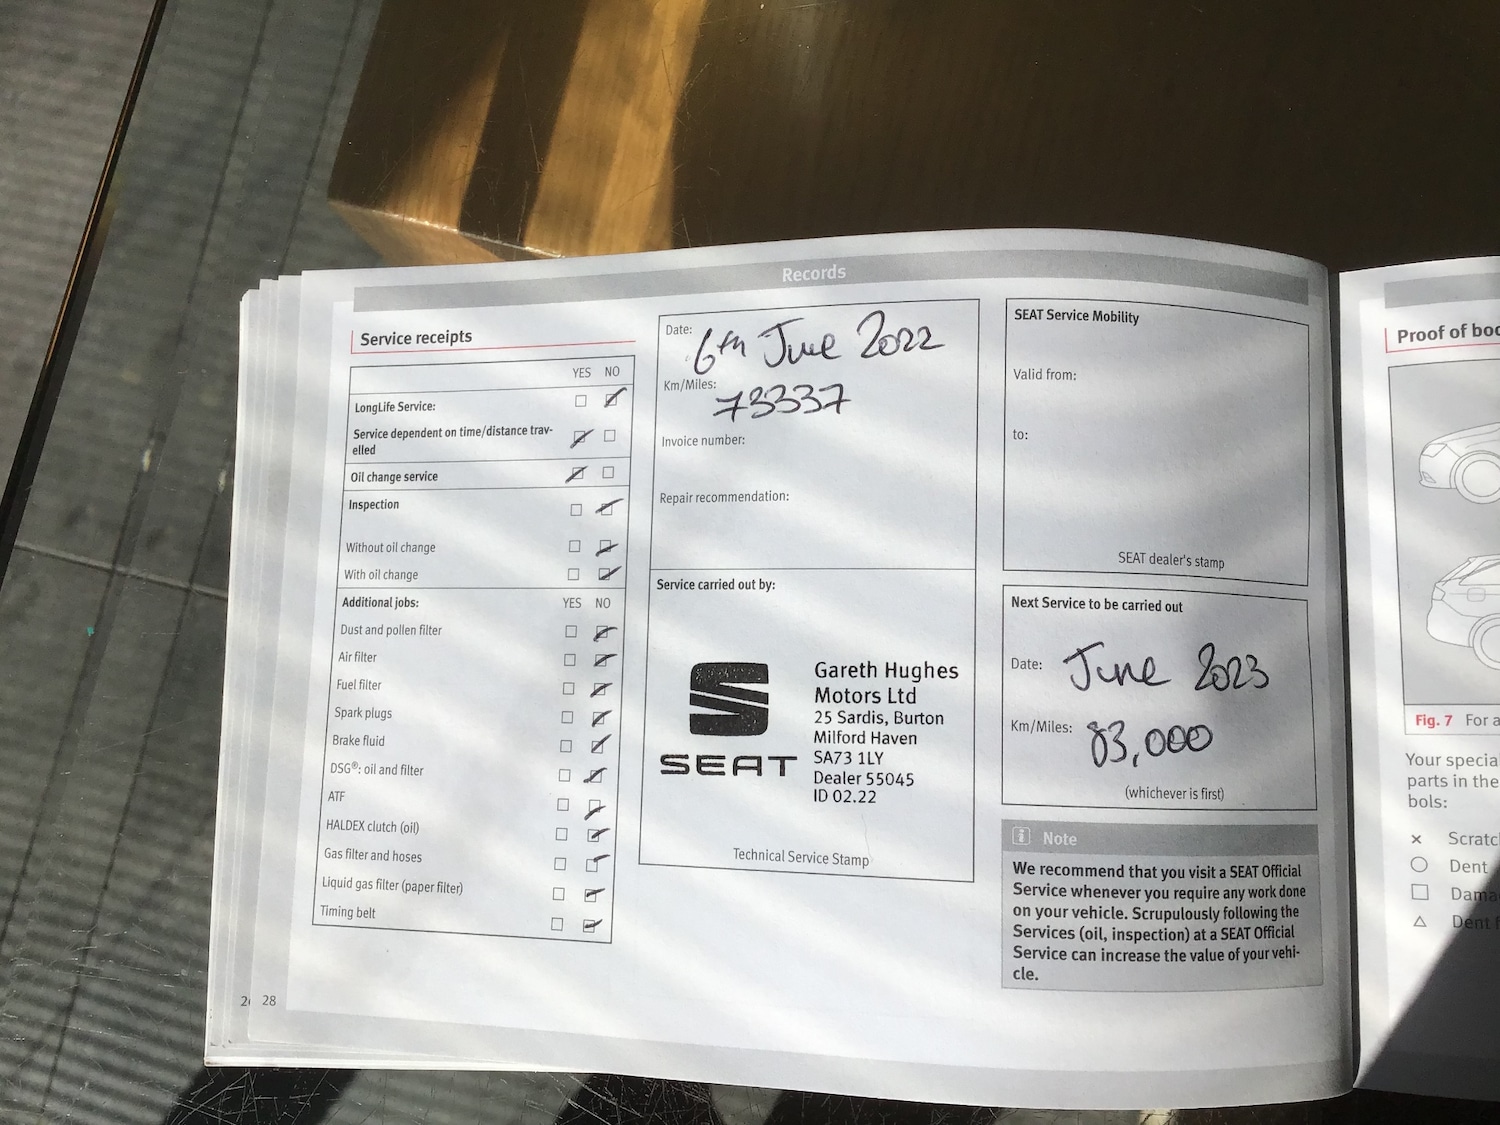 Records
Service receipts
YES NO
LongLife Service:
Service dependent on time/distance trav-
elled
Oil change service
Inspection
Without oil change
With oil change
Additional jobs: YES NO
Dust and pollen filter
Air filter
Fuel filter
Spark plugs
Brake fluid
DSG®: oil and filter
ATF
HALDEX clutch (oil)
Gas filter and hoses
Liquid gas filter (paper filter)
Timing belt
28
Date: 6th June 2022
Km/Miles: 73337
Invoice number:
Repair recommendation:
Service carried out by:
SEAT
Gareth Hughes
Motors Ltd
25 Sardis, Burton
Milford Haven
SA73 1LY
Dealer 55045
ID 02.22
Technical Service Stamp
SEAT Service Mobility
Valid from:
to:
SEAT dealer's stamp
Next Service to be carried out
Date: June 2023
Km/Miles: 83,000
(whichever is first)
Note
We recommend that you visit a SEAT Official
Service whenever you require any work done
on your vehicle. Scrupulously following the
Services (oil, inspection) at a SEAT Official
Service can increase the value of your vehi-
cle.
Proof of
Fig. 7 For a
Your
parts in the
bols:
Dent
Dent